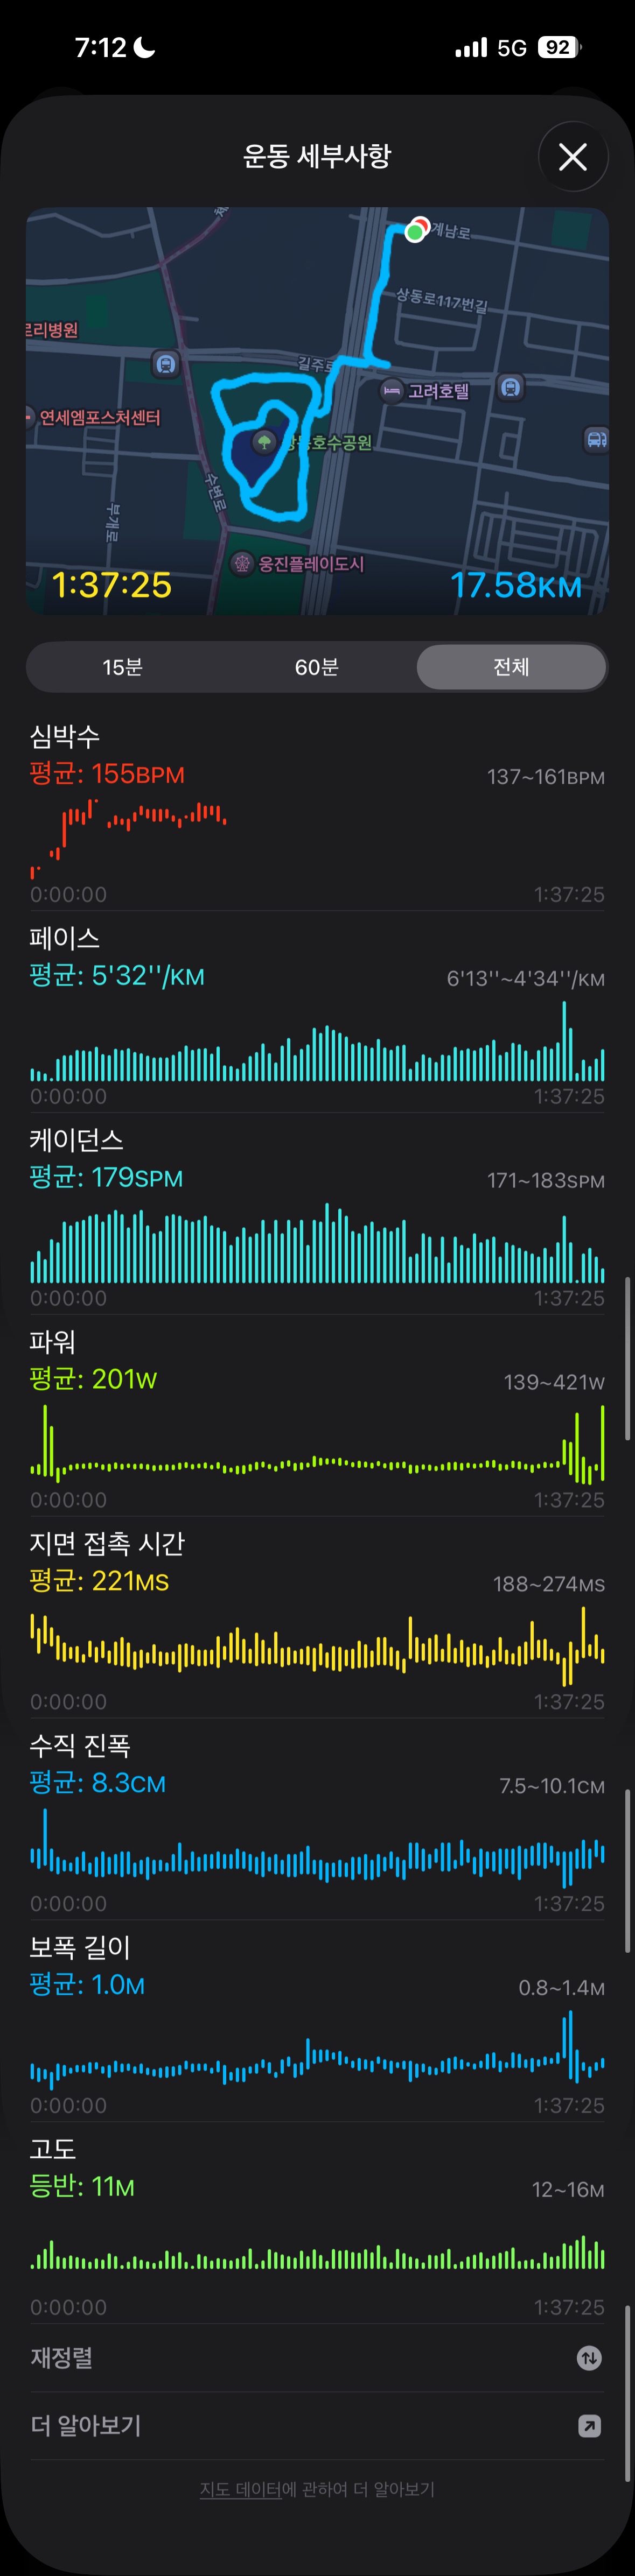 7:12
5G 92
운동 세부사항
계남로
상동로117번길
길주로
고려호텔
연세엠포스처센터
상동호수공원
수변로
부개로
웅진플레이도시
1:37:25 17.58KM
15분 60분 전체
심박수
평균: 155BPM 137~161BPM
0:00:00 1:37:25
페이스
평균: 5'32''/KM 6'13''~4'34''/KM
0:00:00 1:37:25
케이던스
평균: 179SPM 171~183SPM
0:00:00 1:37:25
파워
평균: 201W 139~421W
0:00:00 1:37:25
지면 접촉 시간
평균: 221MS 188~274MS
0:00:00 1:37:25
수직 진폭
평균: 8.3CM 7.5~10.1CM
0:00:00 1:37:25
보폭 길이
평균: 1.0M 0.8~1.4M
0:00:00 1:37:25
고도
등반: 11M 12~16M
0:00:00 1:37:25
재정렬
더 알아보기
지도 데이터에 관하여 더 알아보기